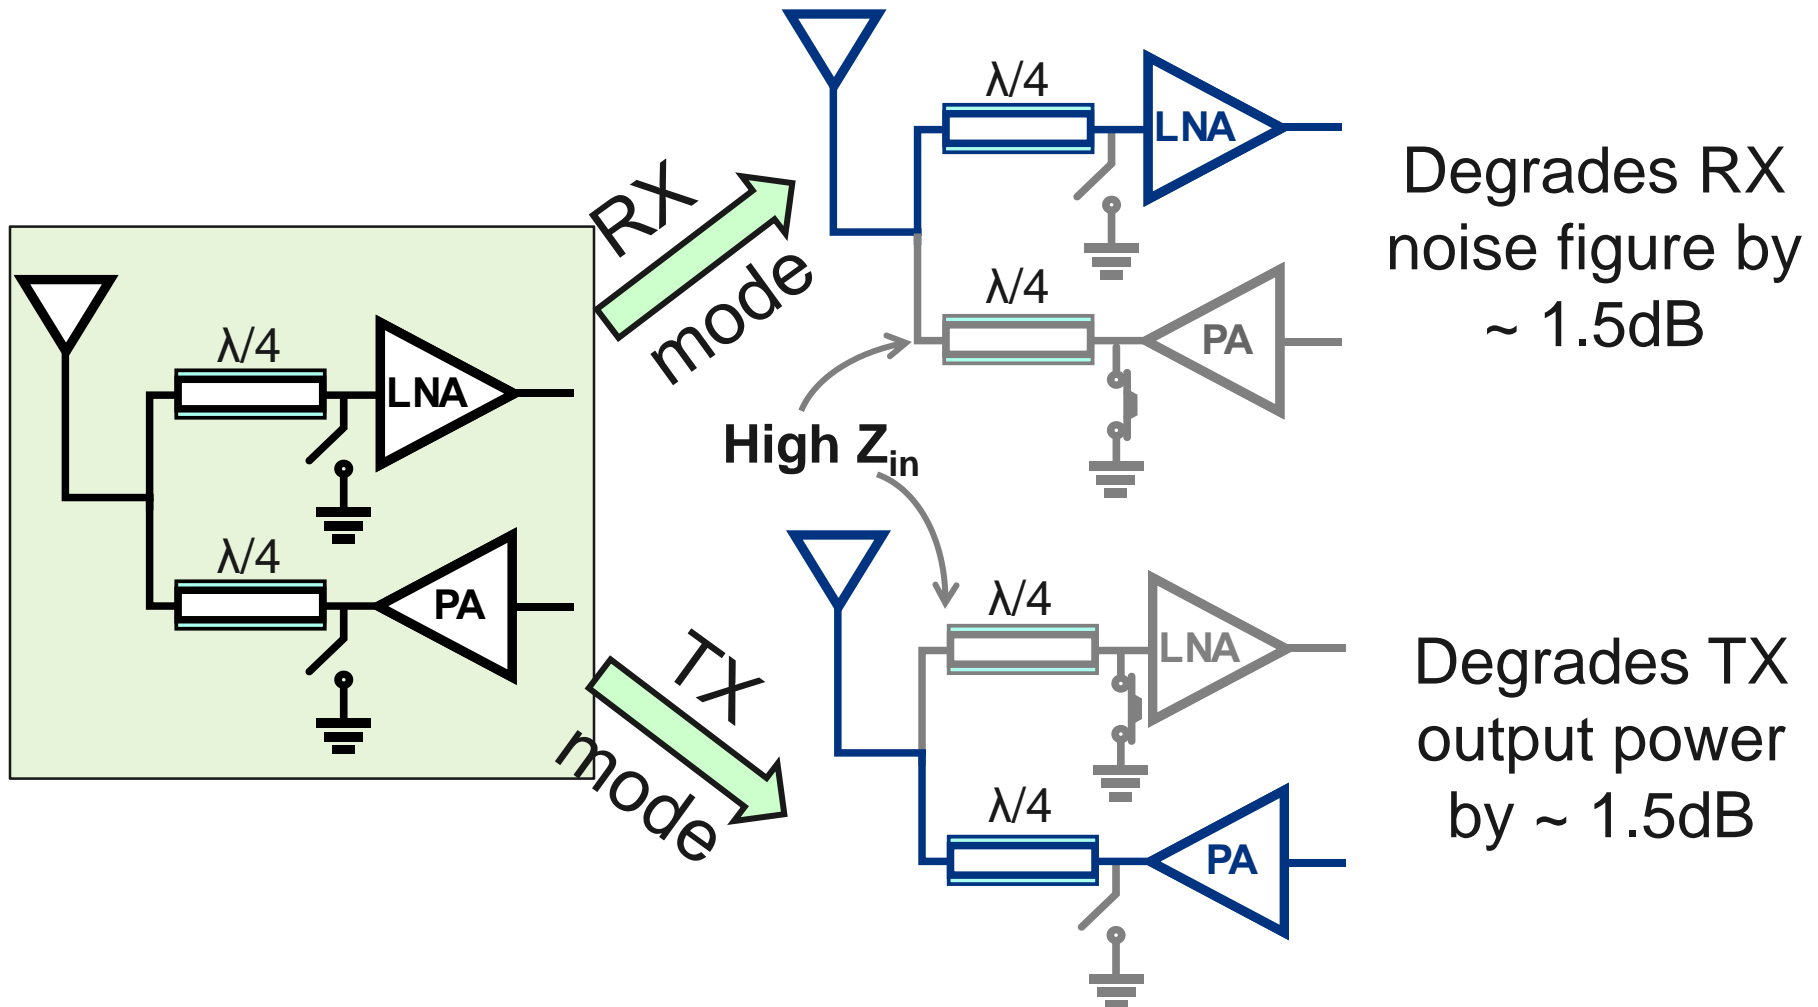 λ/4
LNA
λ/4
PA
RX
mode
λ/4
LNA
λ/4
PA
High Zin
Degrades RX
noise figure by
~ 1.5dB
TX
mode
λ/4
LNA
λ/4
PA
Degrades TX
output power
by ~ 1.5dB